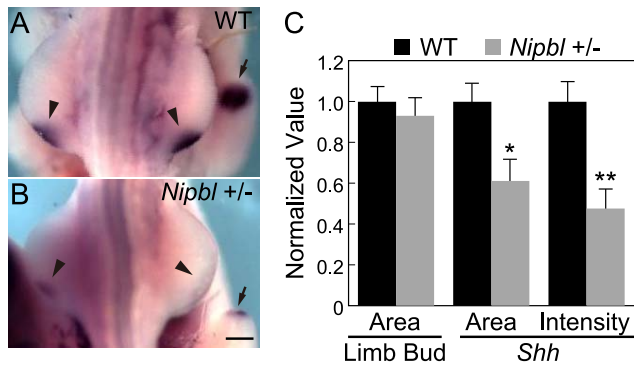 A WT
B Nipbl +/-
C
WT Nipbl +/-
Normalized Value
1.2
1.0
0.8
0.6
0.4
0.2
0
*
**
Area Area Intensity
Limb Bud Shh